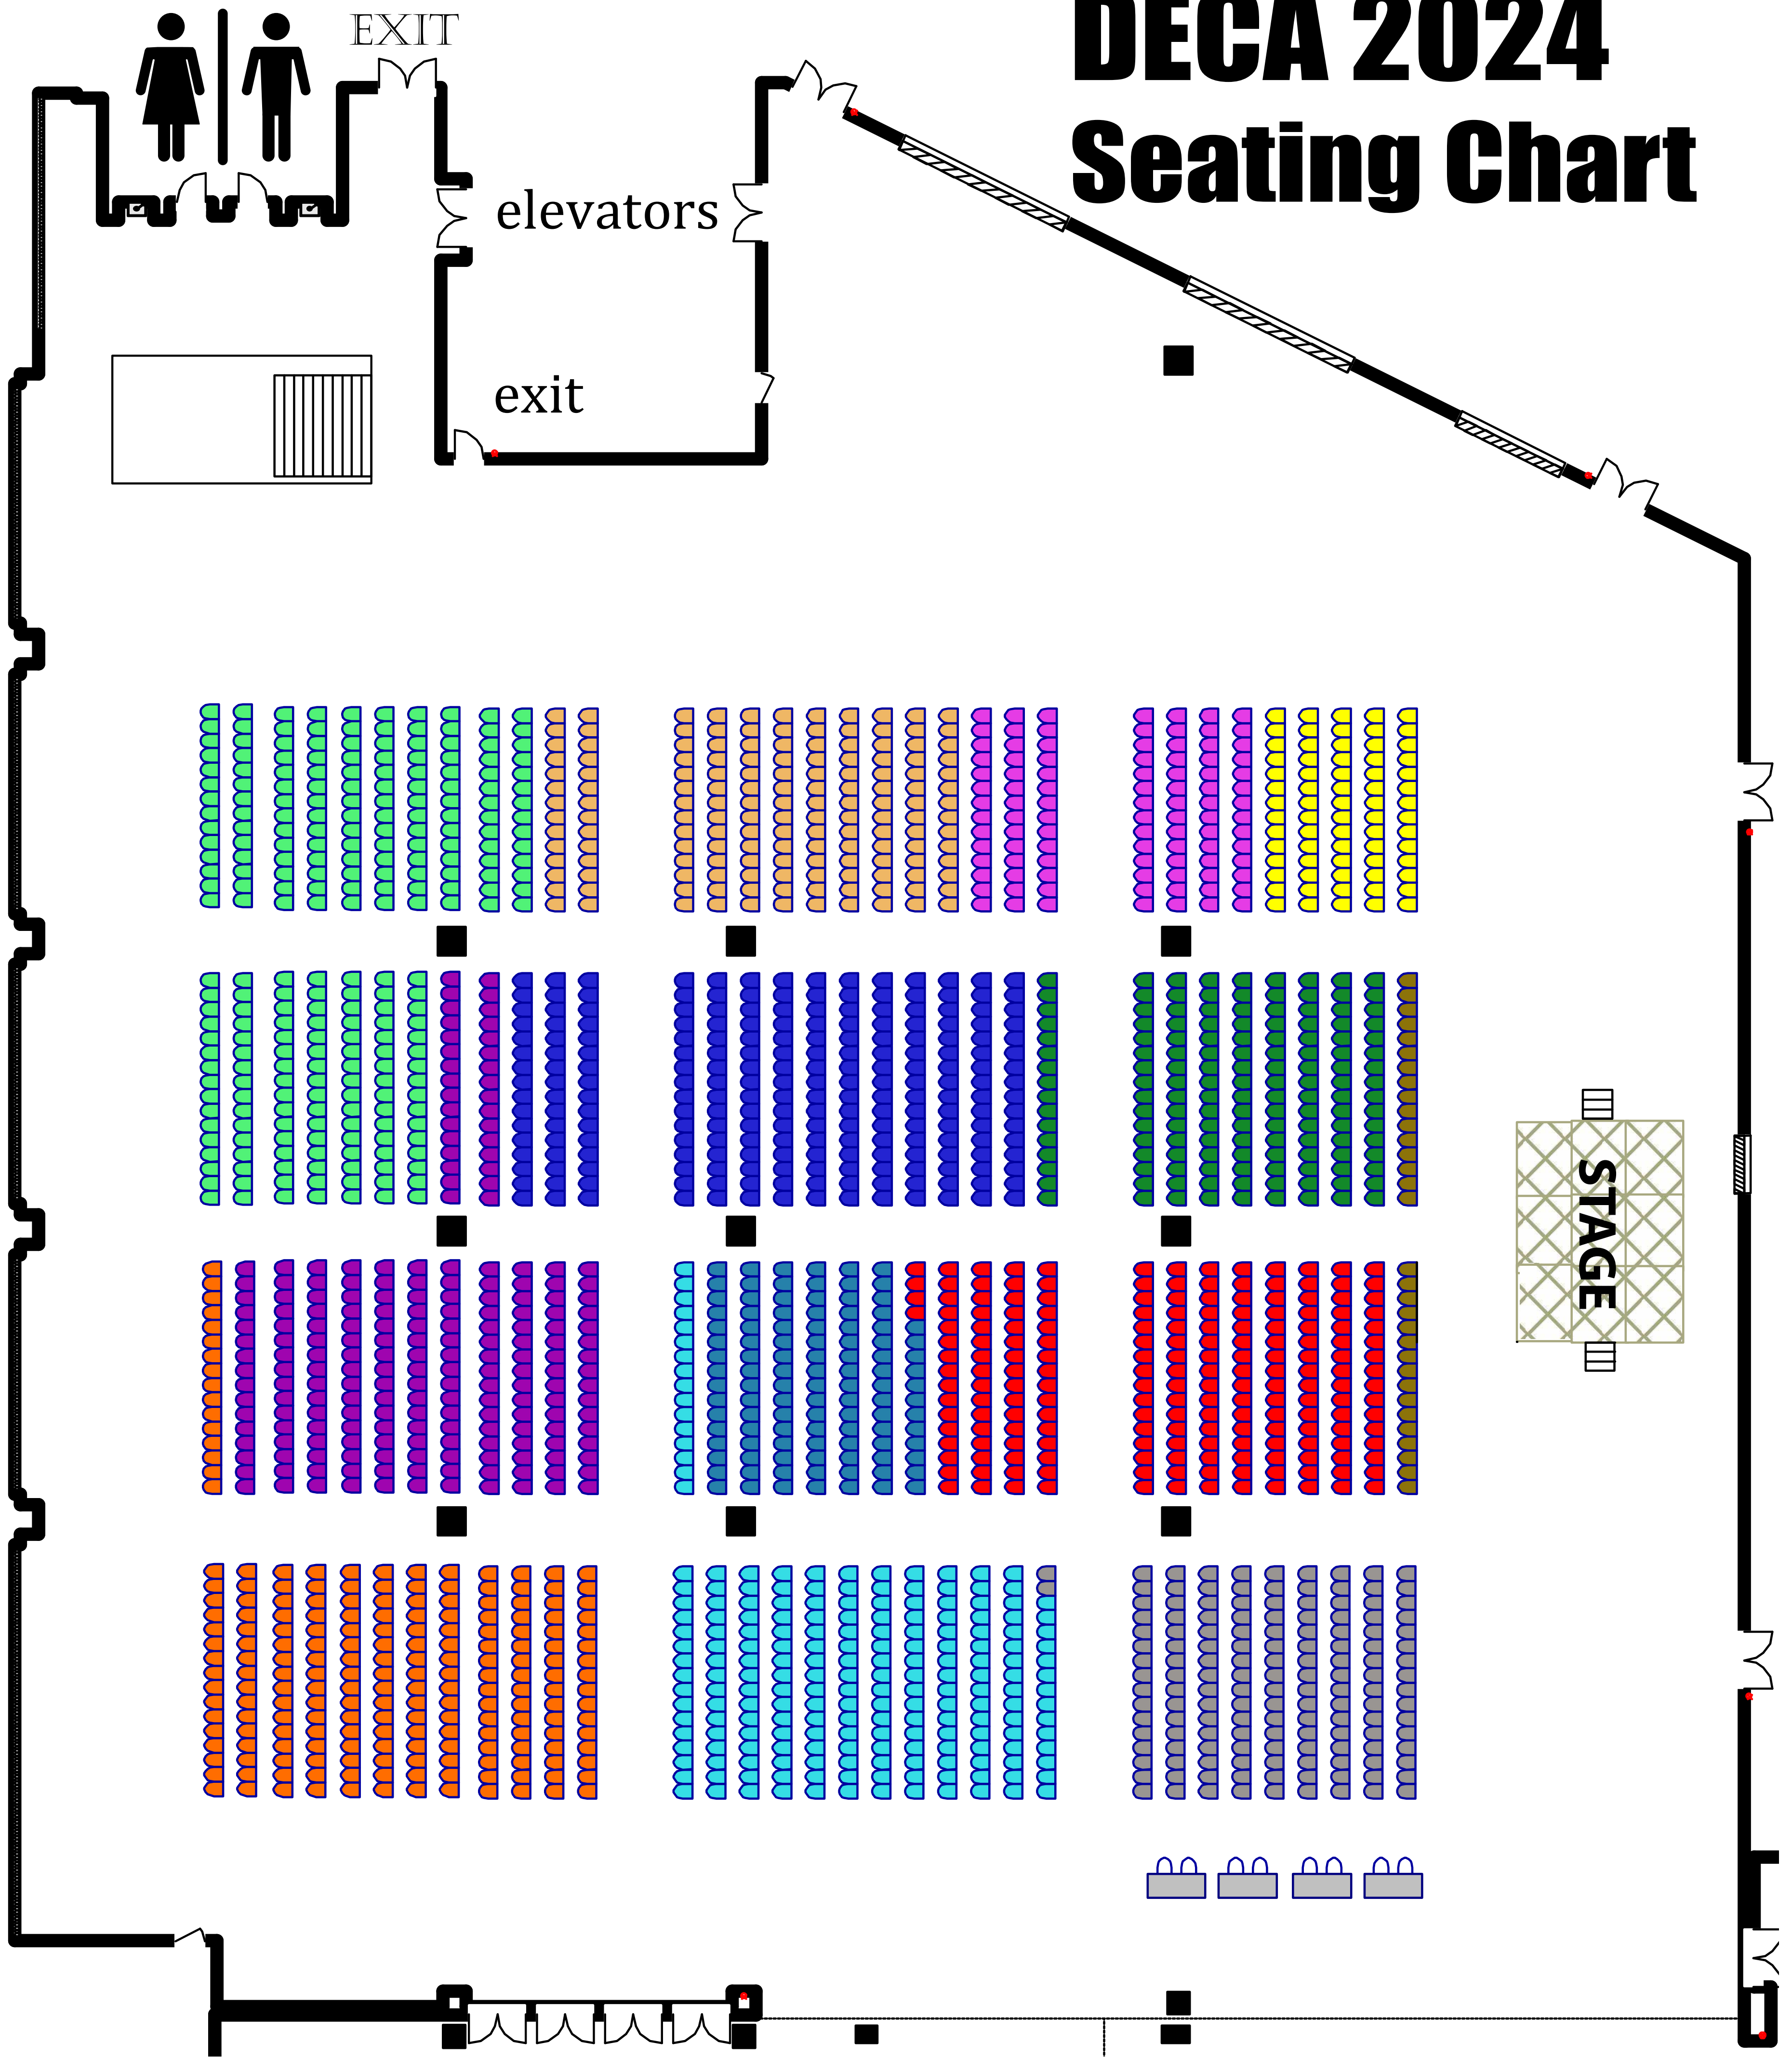 DECA 2024
Seating Chart
EXIT
elevators
exit
STAGE